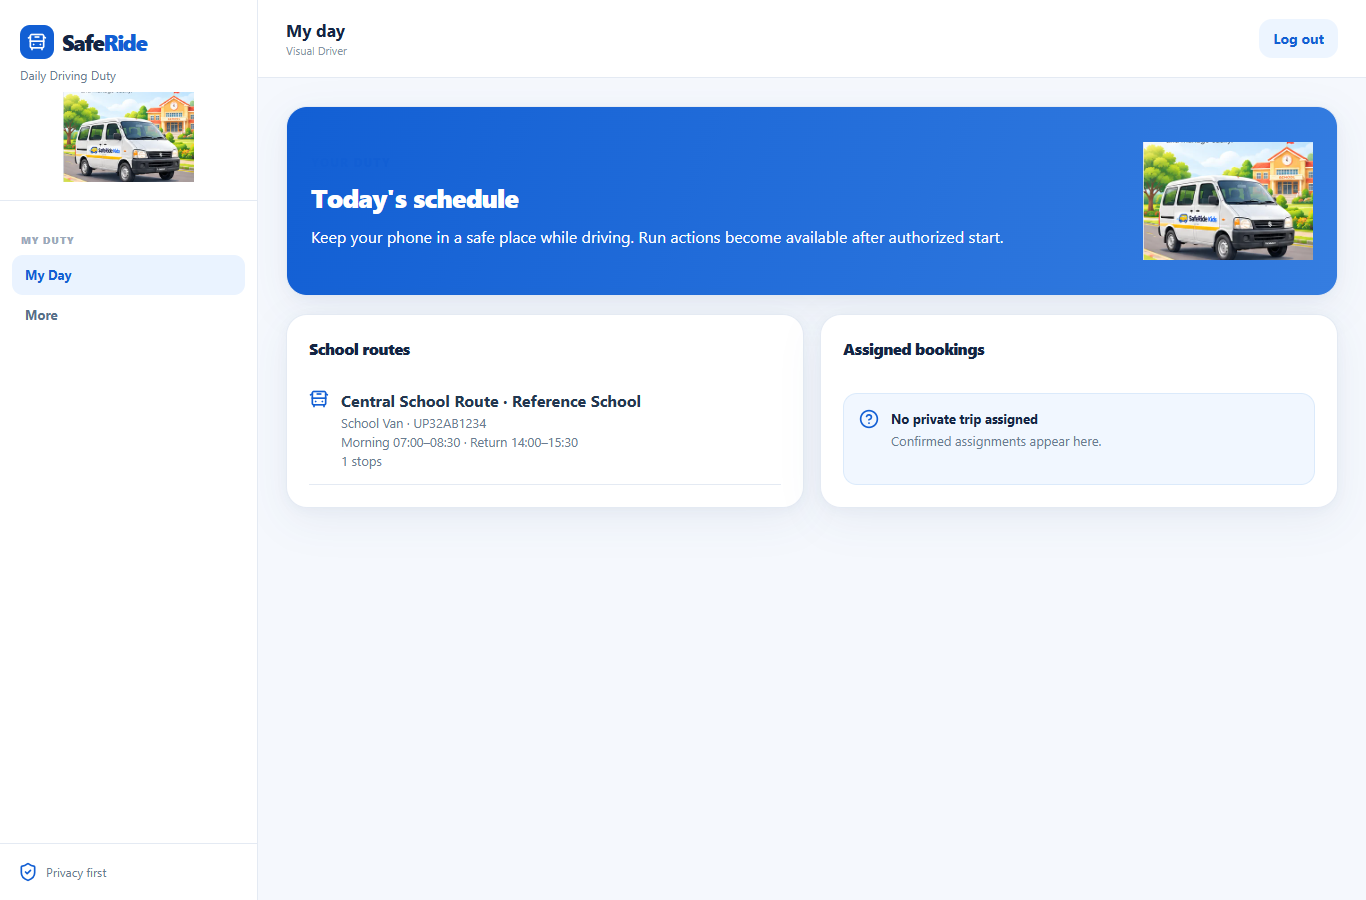 SafeRide
Daily Driving Duty
MY DUTY
My Day
More
Privacy first
My day
Visual Driver
Log out
Today's schedule
Keep your phone in a safe place while driving. Run actions become available after authorized start.
SafeRide Kids
School routes
Central School Route · Reference School
School Van · UP32AB1234
Morning 07:00–08:30 · Return 14:00–15:30
1 stops
Assigned bookings
No private trip assigned
Confirmed assignments appear here.